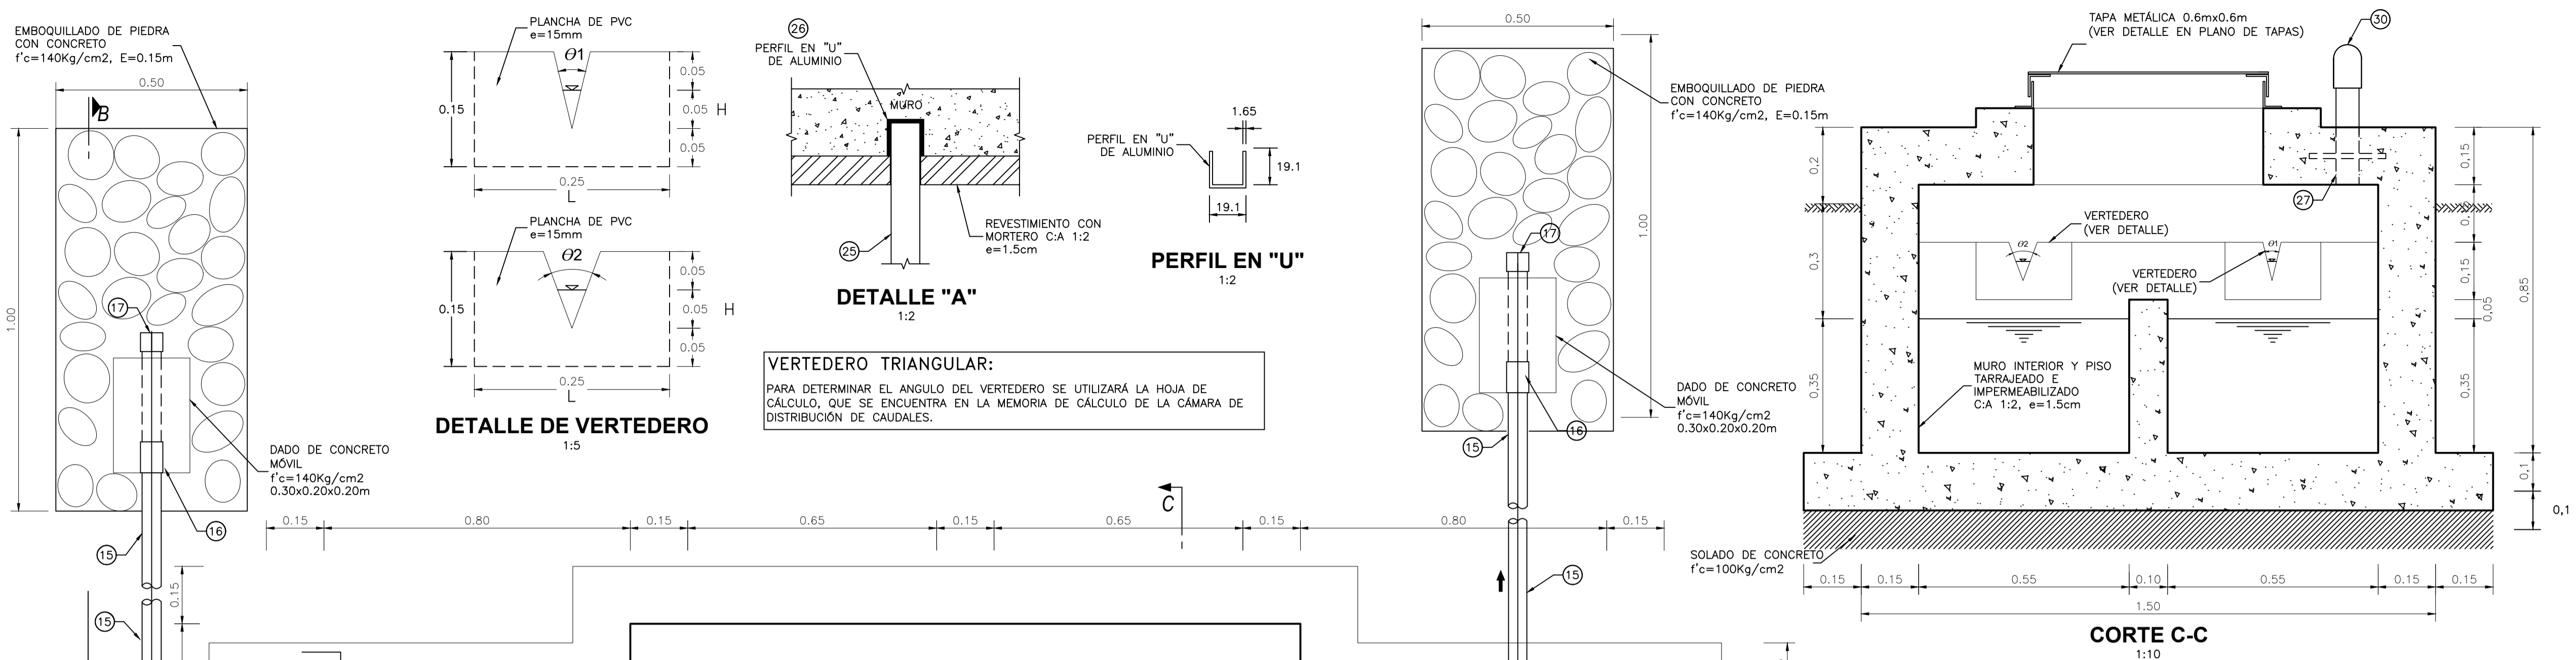 EMBOQUILLADO DE PIEDRA
CON CONCRETO
f'c=140Kg/cm2, E=0.15m
0.50
B
1.00
17
DADO DE CONCRETO
MÓVIL
f'c=140Kg/cm2
0.30x0.20x0.20m
16
15
15
0.15
PLANCHA DE PVC
e=15mm
Θ1
0.15
0.05
0.05
H
0.05
0.25
L
PLANCHA DE PVC
e=15mm
Θ2
0.15
0.05
0.05
H
0.05
0.25
L
DETALLE DE VERTEDERO
1:5
26
PERFIL EN "U"
DE ALUMINIO
MURO
REVESTIMIENTO CON
MORTERO C:A 1:2
e=1.5cm
25
DETALLE "A"
1:2
1.65
PERFIL EN "U"
DE ALUMINIO
19.1
19.1
PERFIL EN "U"
1:2
VERTEDERO TRIANGULAR:
PARA DETERMINAR EL ANGULO DEL VERTEDERO SE UTILIZARÁ LA HOJA DE
CÁLCULO, QUE SE ENCUENTRA EN LA MEMORIA DE CÁLCULO DE LA CÁMARA DE
DISTRIBUCIÓN DE CAUDALES.
C
0.15 0.80 0.15 0.65 0.15 0.65 0.15 0.80 0.15
0.50
EMBOQUILLADO DE PIEDRA
CON CONCRETO
f'c=140Kg/cm2, E=0.15m
1.00
17
DADO DE CONCRETO
MÓVIL
f'c=140Kg/cm2
0.30x0.20x0.20m
16
15
15
TAPA METÁLICA 0.6mx0.6m
(VER DETALLE EN PLANO DE TAPAS)
30
27
VERTEDERO
(VER DETALLE)
Θ2
Θ1
VERTEDERO
(VER DETALLE)
MURO INTERIOR Y PISO
TARRAJEADO E
IMPERMEABILIZADO
C:A 1:2, e=1.5cm
0,2
0,3
0,35
0,15
0,15
0,05
0,35
0,85
0,1
0,1
SOLADO DE CONCRETO
f'c=100Kg/cm2
0.15 0.15 0.55 0.10 0.55 0.15 0.15
1.50
CORTE C-C
1:10